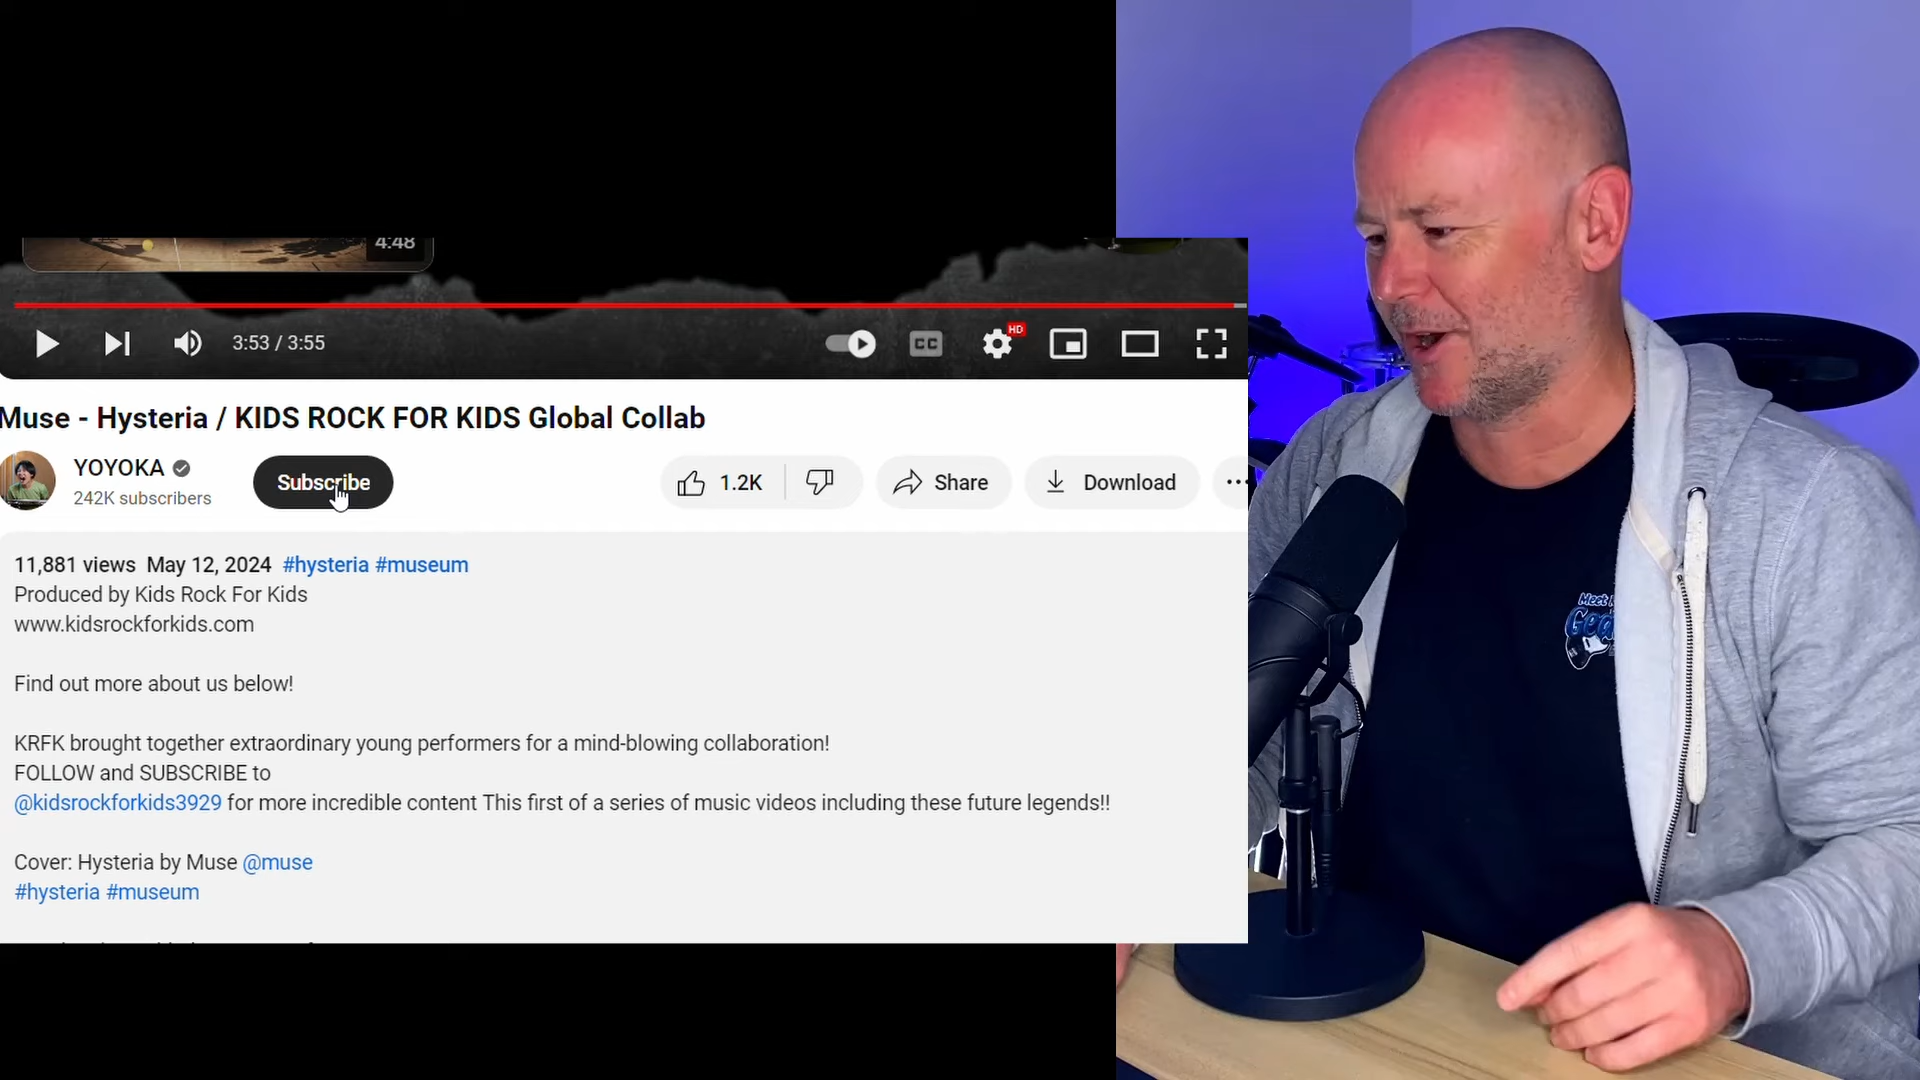 4:48
3:53 / 3:55
CC
HD
Muse - Hysteria / KIDS ROCK FOR KIDS Global Collab
YOYOKA
242K subscribers
Subscribe
1.2K
Share
Download
11,881 views May 12, 2024 #hysteria #museum
Produced by Kids Rock For Kids
www.kidsrockforkids.com
Find out more about us below!
KRFK brought together extraordinary young performers for a mind-blowing collaboration!
FOLLOW and SUBSCRIBE to
@kidsrockforkids3929 for more incredible content This first of a series of music videos including these future legends!!
Cover: Hysteria by Muse @muse
#hysteria #museum
Meet